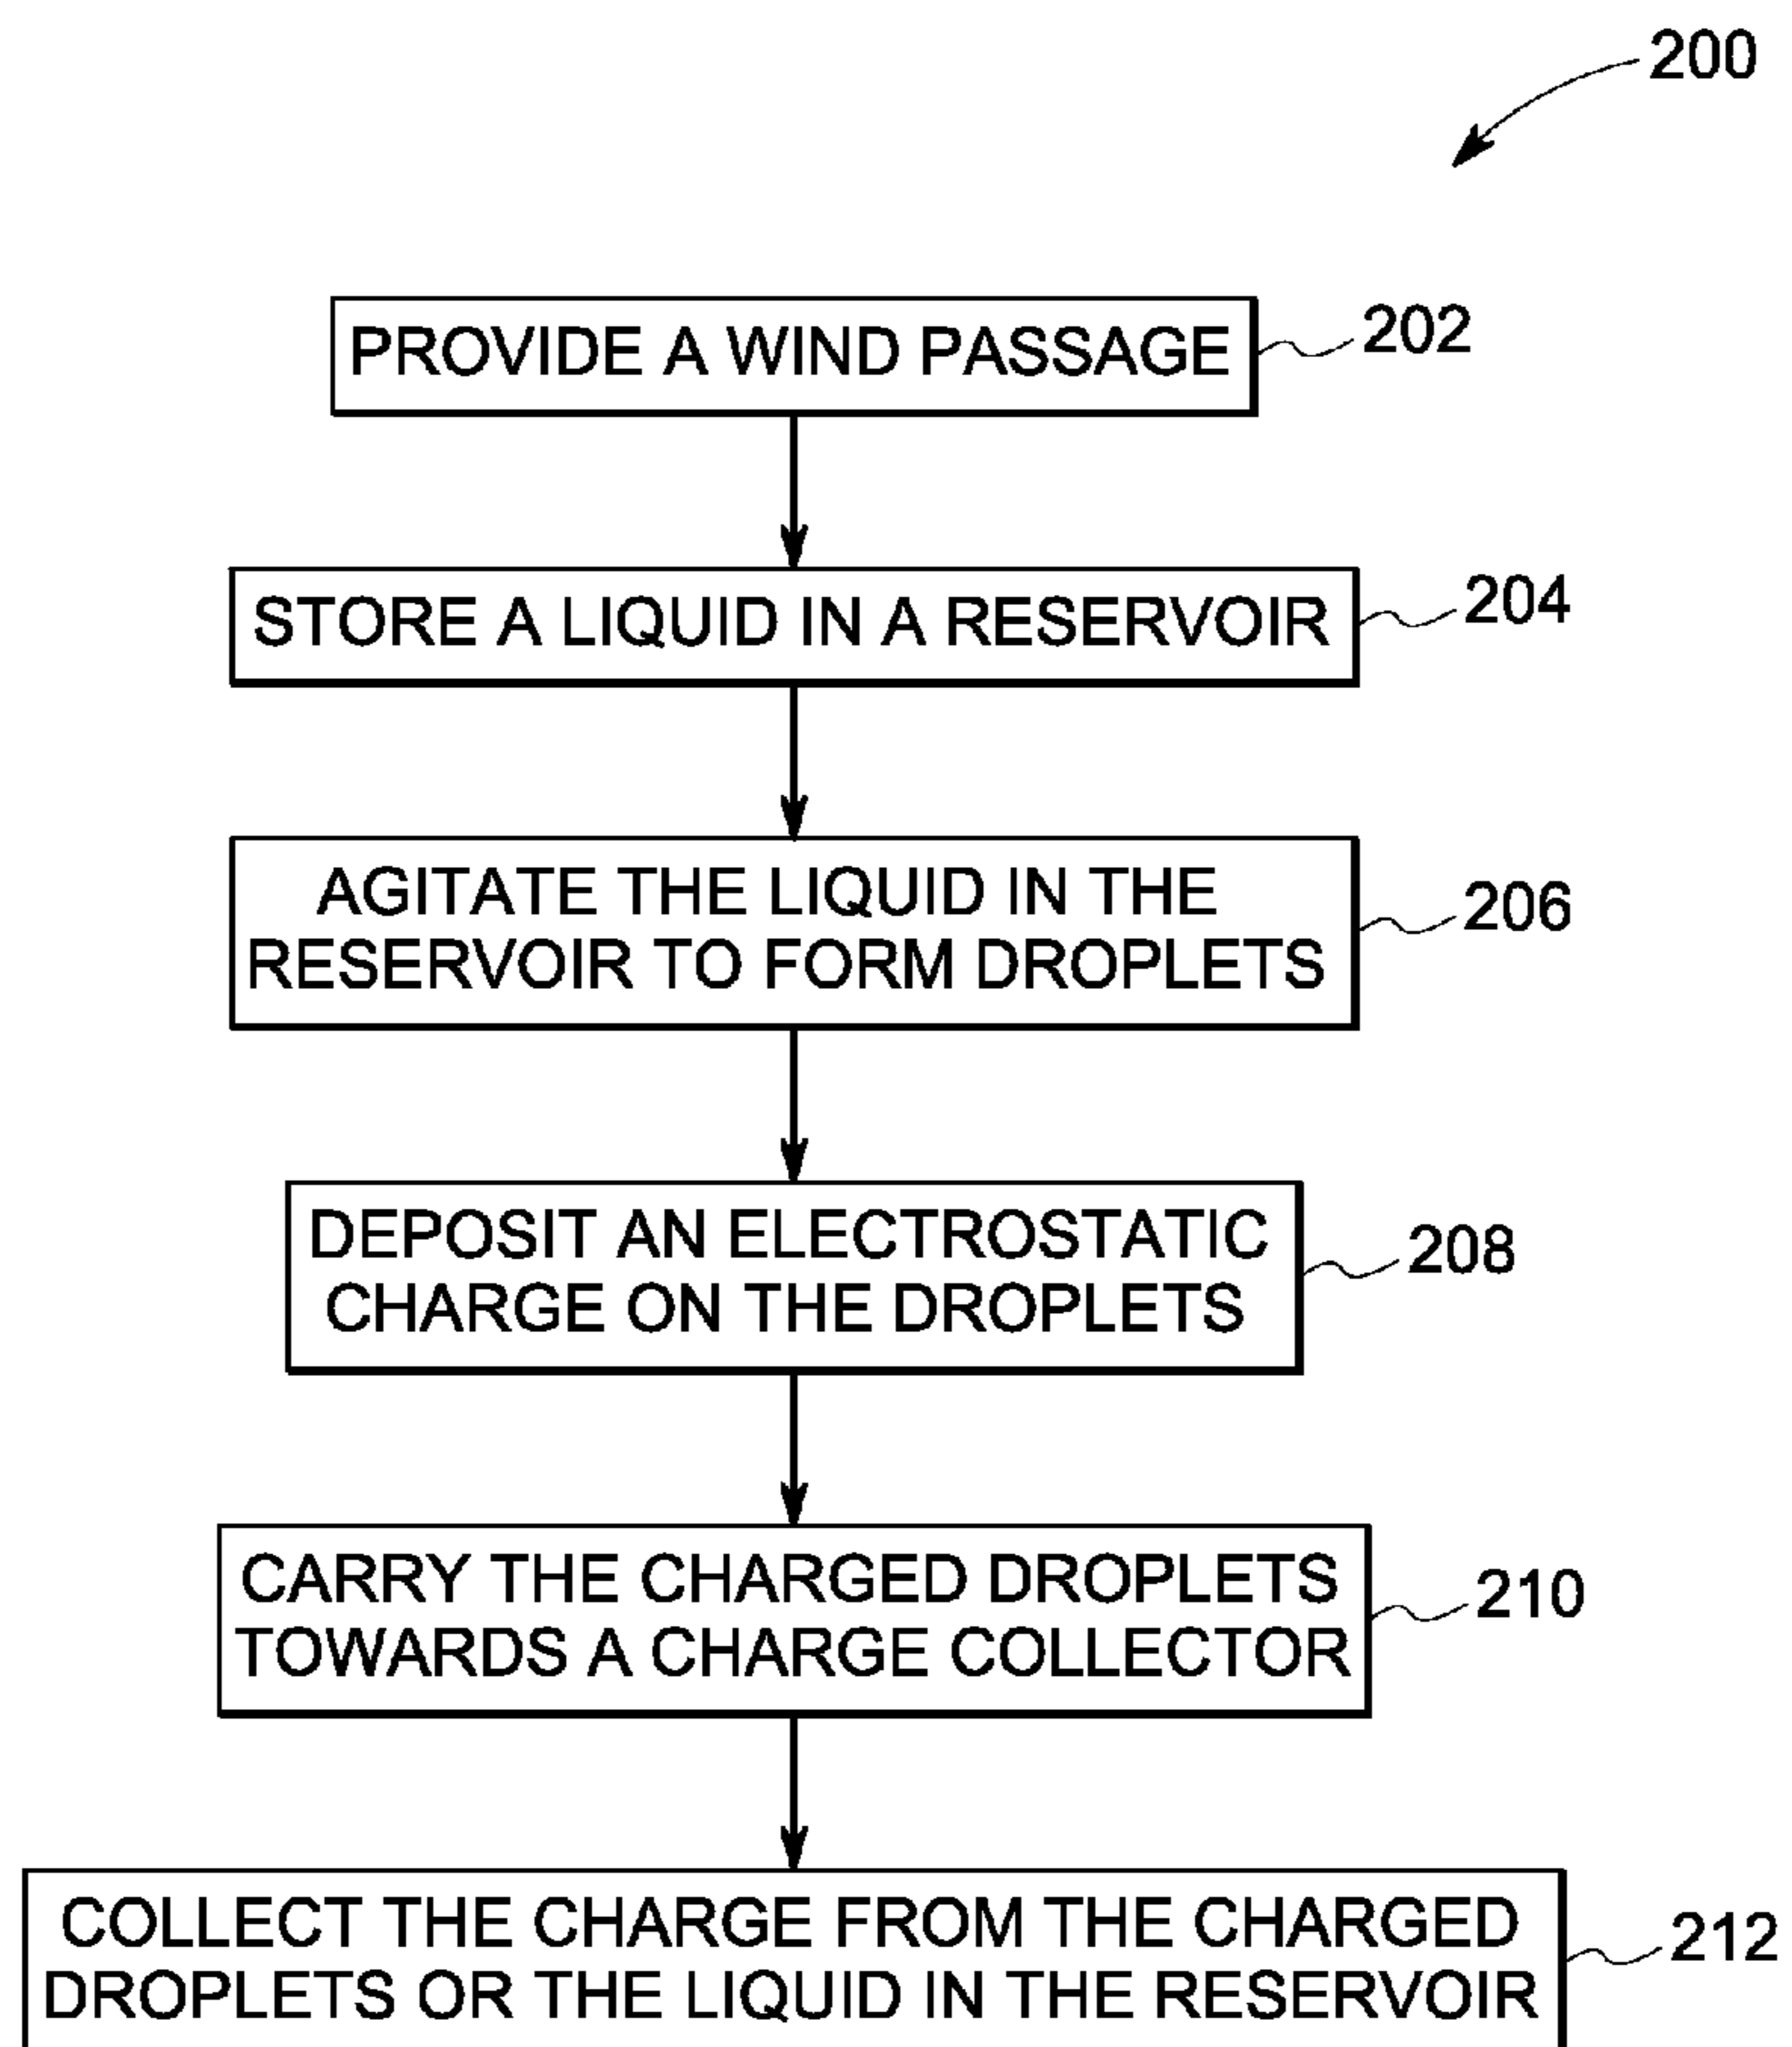 200
PROVIDE A WIND PASSAGE
202
STORE A LIQUID IN A RESERVOIR
204
AGITATE THE LIQUID IN THE
RESERVOIR TO FORM DROPLETS
206
DEPOSIT AN ELECTROSTATIC
CHARGE ON THE DROPLETS
208
CARRY THE CHARGED DROPLETS
TOWARDS A CHARGE COLLECTOR
210
COLLECT THE CHARGE FROM THE CHARGED
DROPLETS OR THE LIQUID IN THE RESERVOIR
212